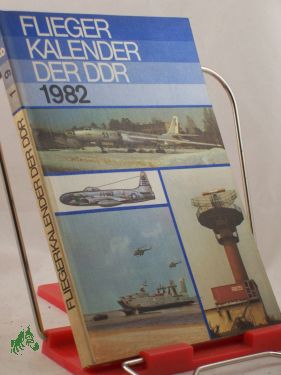 FLIEGER
KALENDER
DER DDR
1982
FLIEGERKALENDER DER DDR